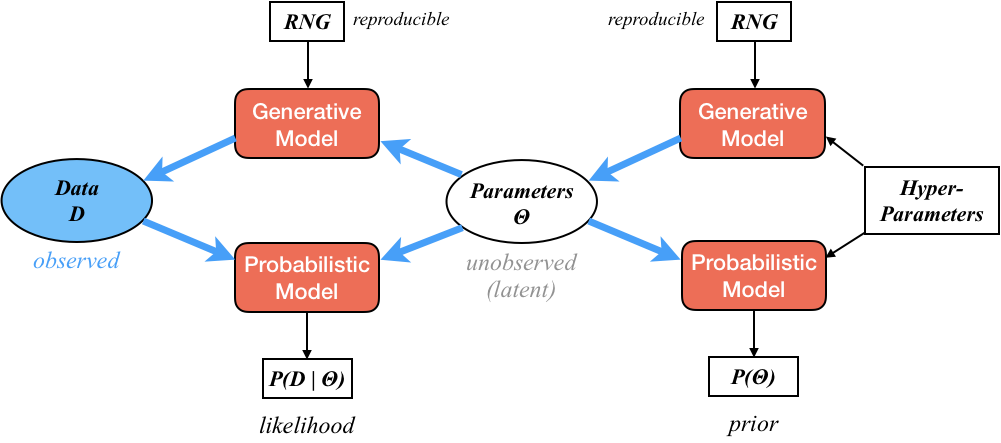 RNG
reproducible
reproducible
RNG
Generative
Model
Generative
Model
Data
D
observed
Parameters
Θ
unobserved
(latent)
Hyper-
Parameters
Probabilistic
Model
Probabilistic
Model
P(D | Θ)
likelihood
P(Θ)
prior